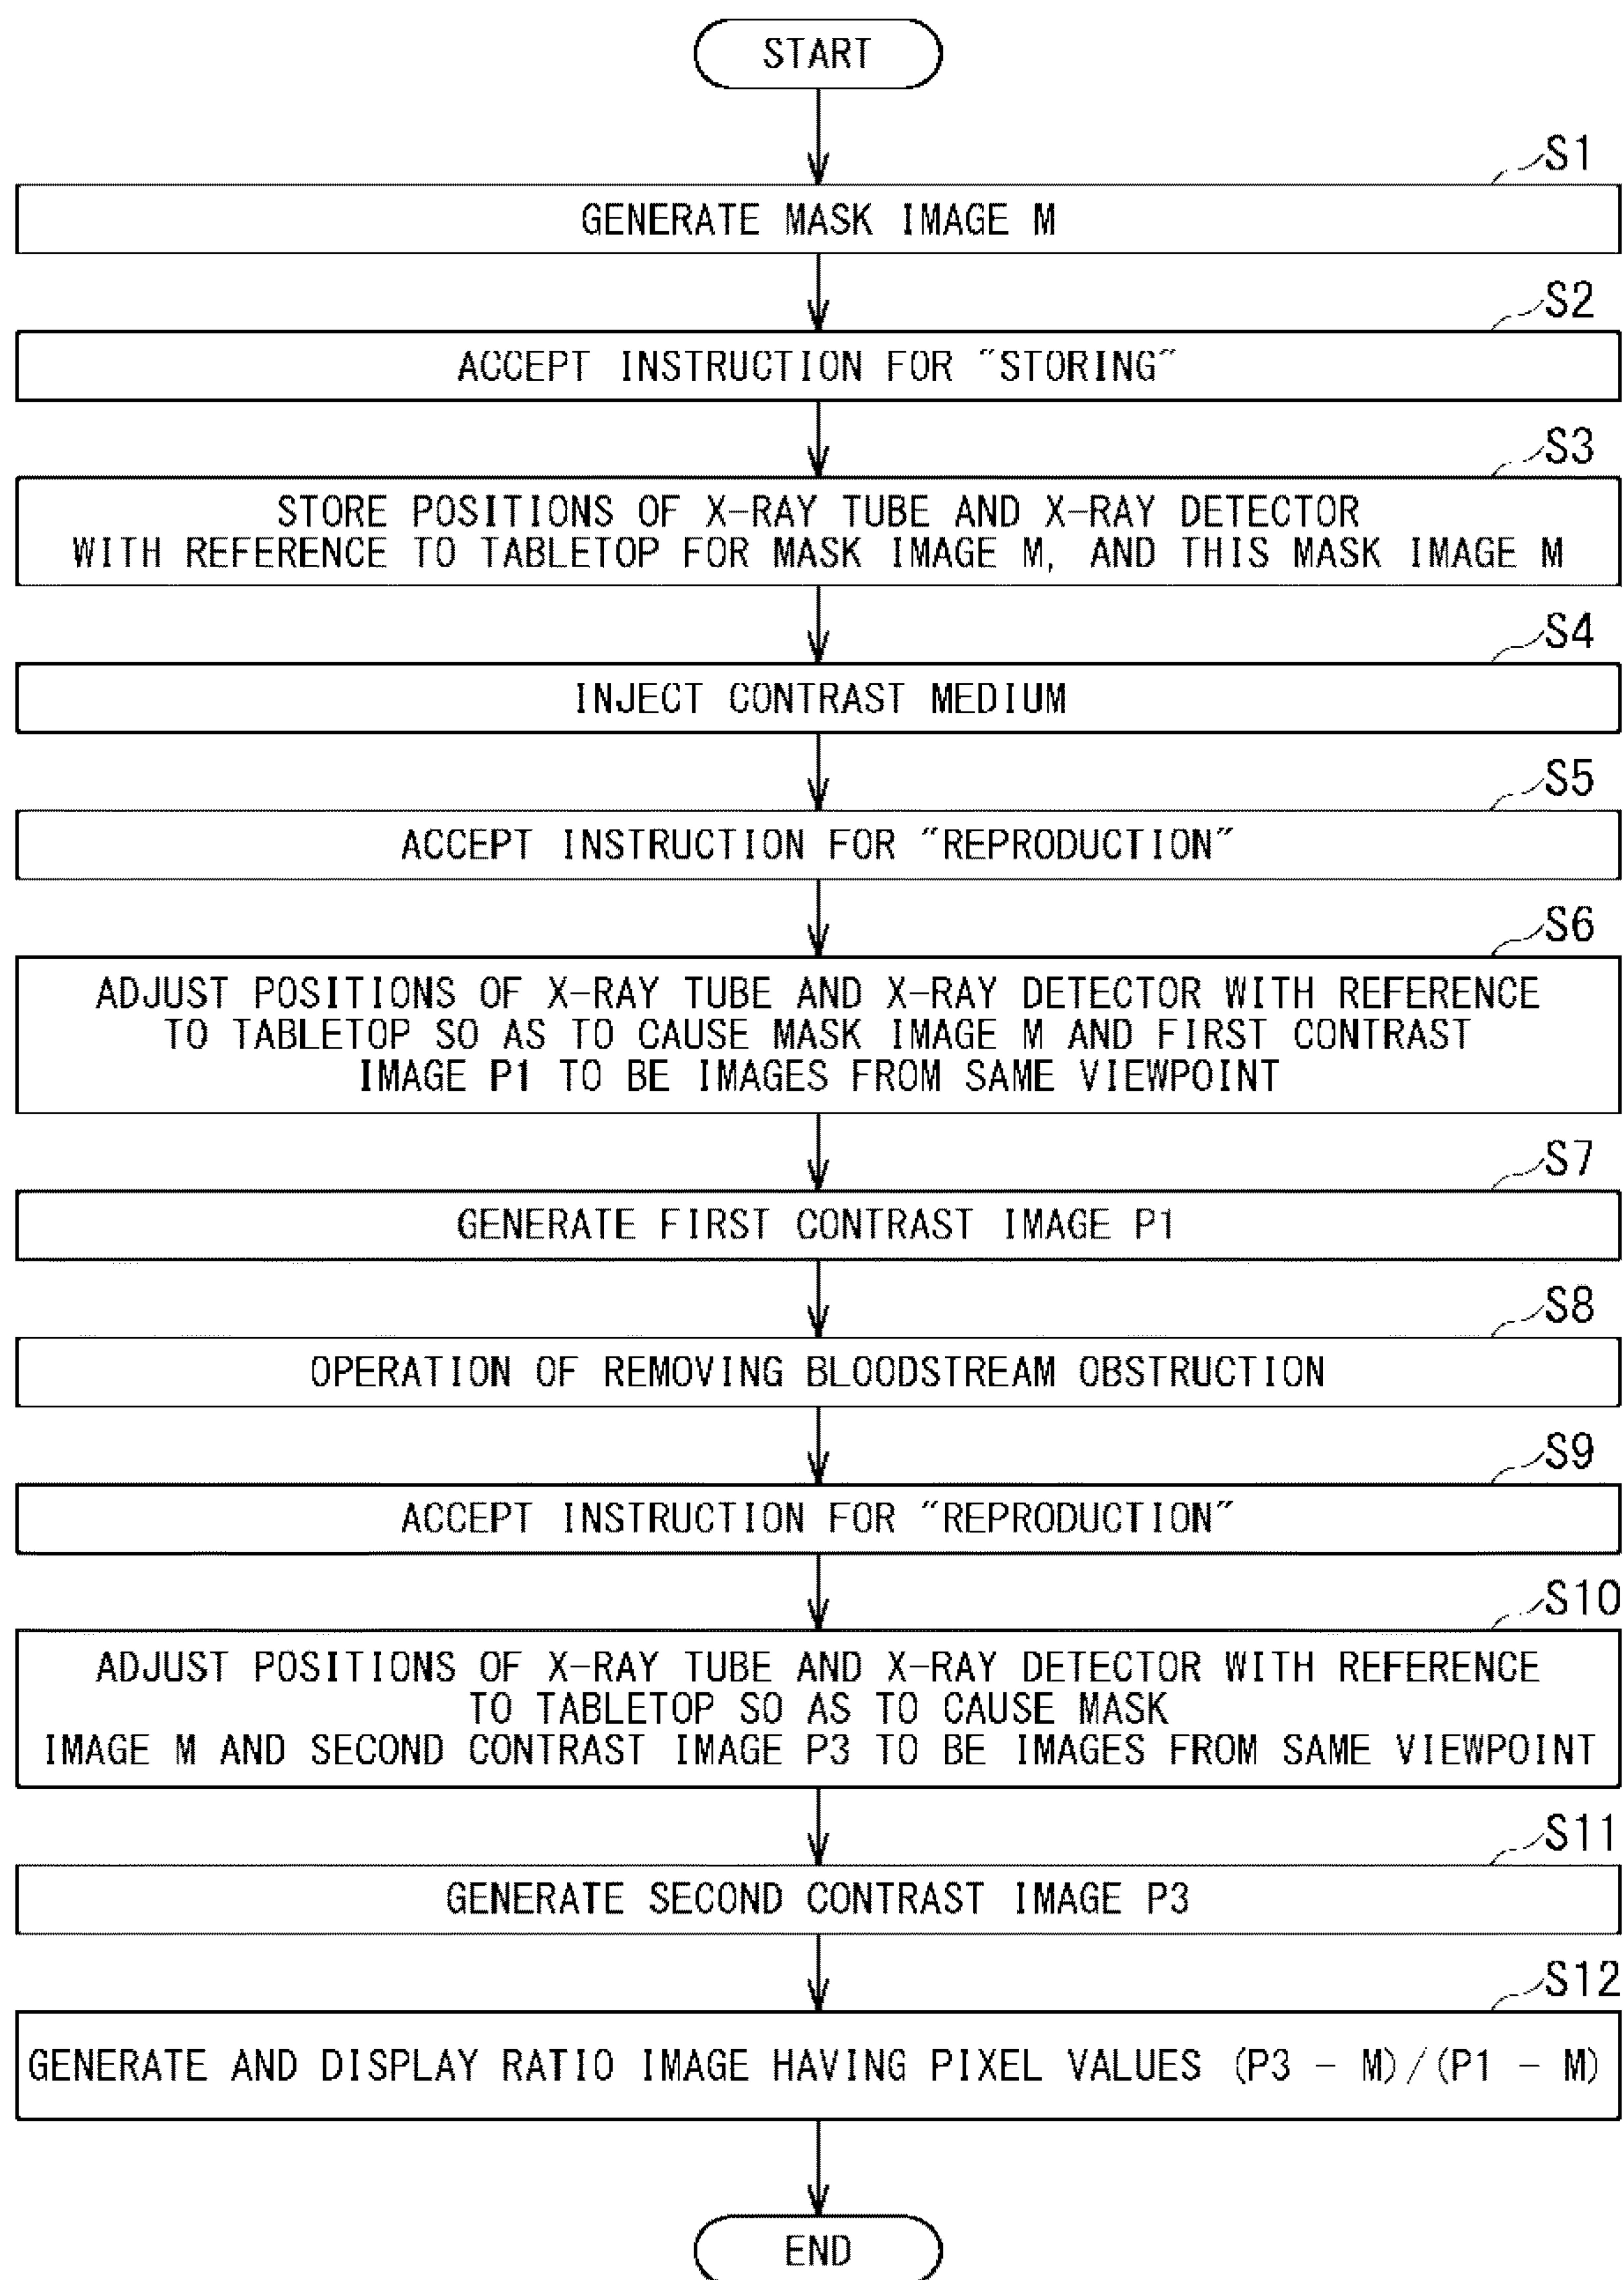 START
S1
GENERATE MASK IMAGE M
S2
ACCEPT INSTRUCTION FOR "STORING"
S3
STORE POSITIONS OF X-RAY TUBE AND X-RAY DETECTOR
WITH REFERENCE TO TABLETOP FOR MASK IMAGE M, AND THIS MASK IMAGE M
S4
INJECT CONTRAST MEDIUM
S5
ACCEPT INSTRUCTION FOR "REPRODUCTION"
S6
ADJUST POSITIONS OF X-RAY TUBE AND X-RAY DETECTOR WITH REFERENCE
TO TABLETOP SO AS TO CAUSE MASK IMAGE M AND FIRST CONTRAST
IMAGE P1 TO BE IMAGES FROM SAME VIEWPOINT
S7
GENERATE FIRST CONTRAST IMAGE P1
S8
OPERATION OF REMOVING BLOODSTREAM OBSTRUCTION
S9
ACCEPT INSTRUCTION FOR "REPRODUCTION"
S10
ADJUST POSITIONS OF X-RAY TUBE AND X-RAY DETECTOR WITH REFERENCE
TO TABLETOP SO AS TO CAUSE MASK
IMAGE M AND SECOND CONTRAST IMAGE P3 TO BE IMAGES FROM SAME VIEWPOINT
S11
GENERATE SECOND CONTRAST IMAGE P3
S12
GENERATE AND DISPLAY RATIO IMAGE HAVING PIXEL VALUES (P3 - M)/(P1 - M)
END